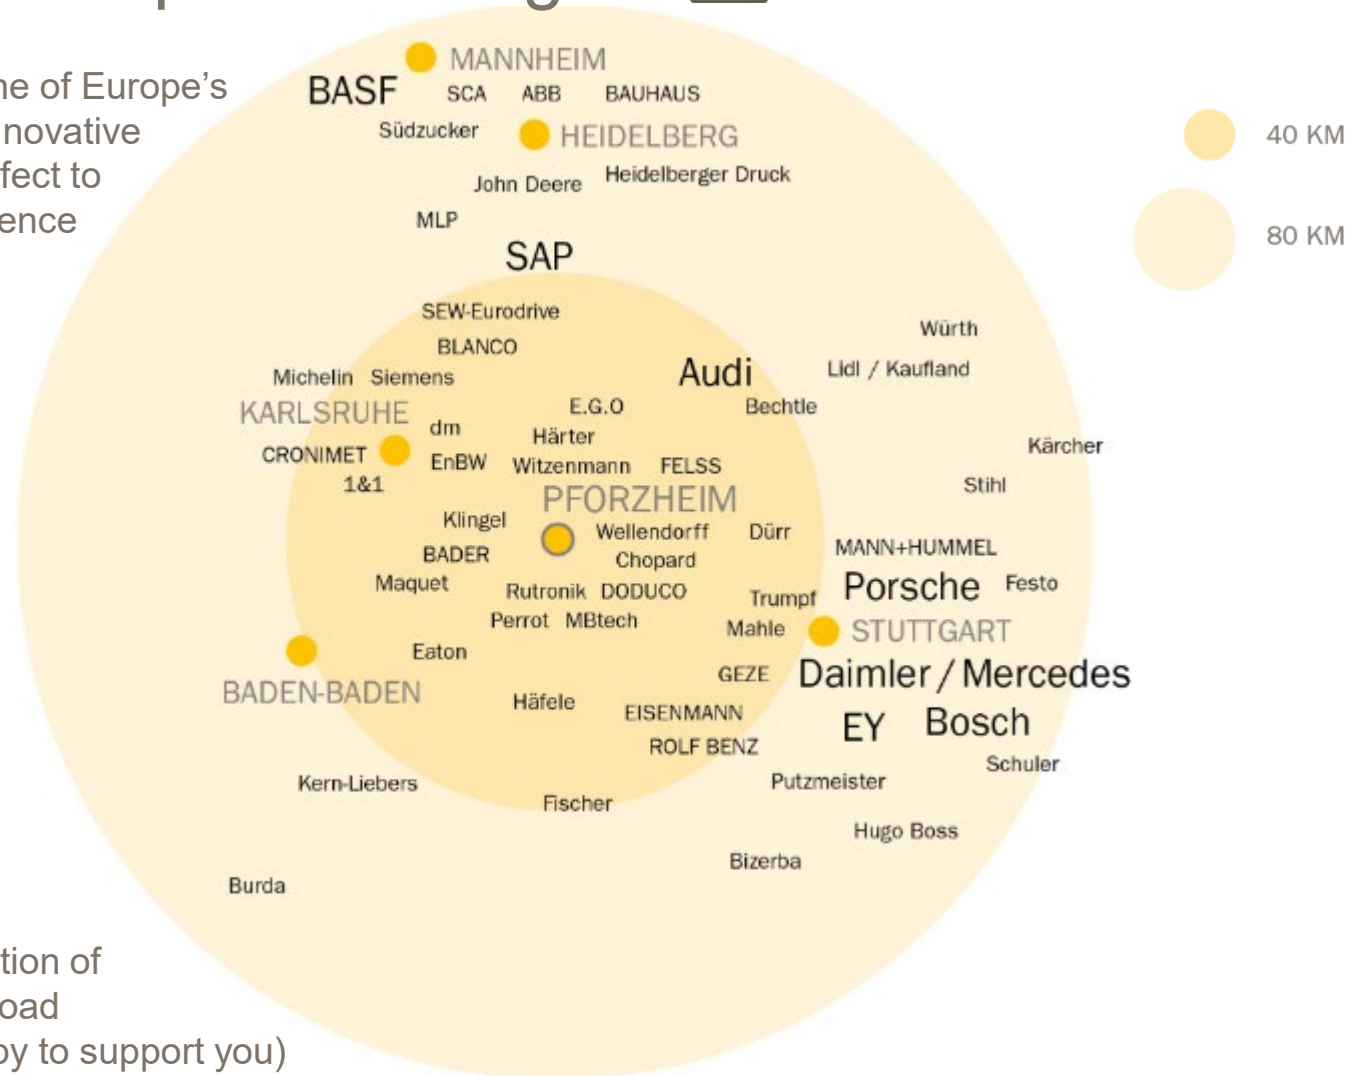 MANNHEIM
ne of Europe’s
BASF SCA ABB BAUHAUS
novative
Südzucker HEIDELBERG 40 KM
fect to
John Deere Heidelberger Druck
ence
MLP
80 KM
SAP
SEW-Eurodrive
Würth
BLANCO
Lidl / Kaufland
Michelin Siemens Audi
KARLSRUHE E.G.O Bechtle
dm
Härter
Kärcher
CRONIMET EnBW Witzenmann FELSS
1&1 Stihl
PFORZHEIM
Klingel Wellendorff Dürr
MANN+HUMMEL
BADER Chopard
Maquet Porsche Festo
Rutronik DODUCO Trumpf
Perrot MBtech Mahle STUTTGART
Eaton
GEZE Daimler / Mercedes
BADEN-BADEN
Häfele EISENMANN EY Bosch
ROLF BENZ
Schuler
Kern-Liebers Putzmeister
Fischer
Hugo Boss
Bizerba
Burda
tion of
oad
by to support you)